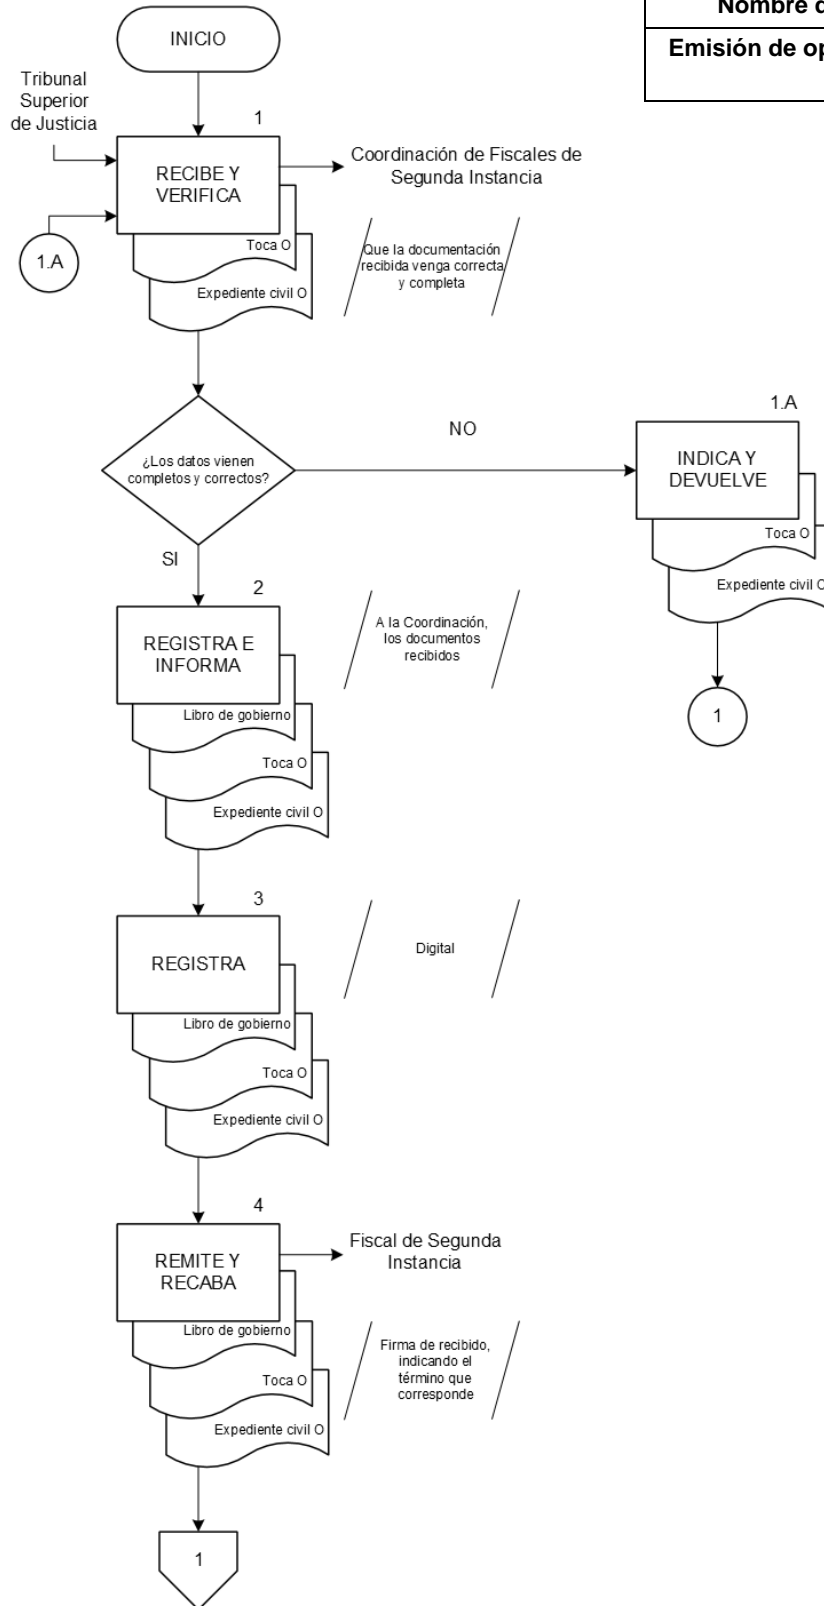 Nombre d
Emisión de op
INICIO
Tribunal
Superior
de Justicia
1
RECIBE Y
VERIFICA
Coordinación de Fiscales de
Segunda Instancia
1.A
Toca O
Expediente civil O
Que la documentación
recibida venga correcta
y completa
¿Los datos vienen
completos y correctos?
NO
1.A
INDICA Y
DEVUELVE
Toca O
Expediente civil O
1
SI
2
REGISTRA E
INFORMA
A la Coordinación,
los documentos
recibidos
Libro de gobierno
Toca O
Expediente civil O
3
REGISTRA
Digital
Libro de gobierno
Toca O
Expediente civil O
4
REMITE Y
RECABA
Fiscal de Segunda
Instancia
Libro de gobierno
Toca O
Expediente civil O
Firma de recibido,
indicando el
término que
corresponde
1